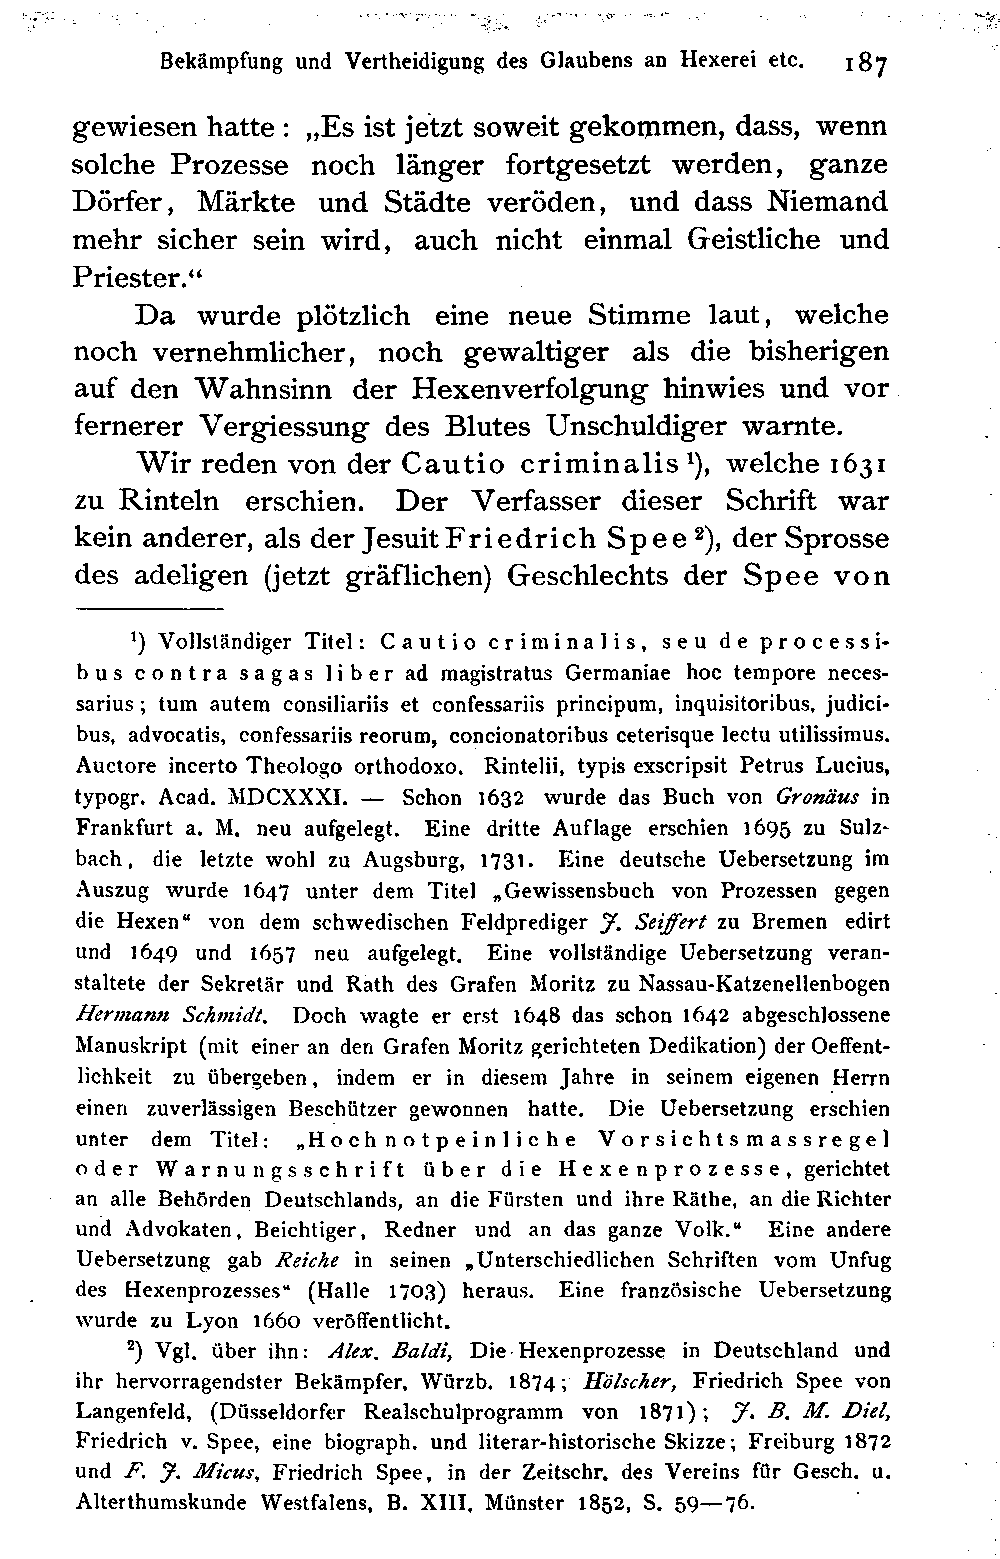 Bekämpfung und Vertheidigung des Glaubens an Hexerei etc. 187
gewiesen hatte: „Es ist jetzt soweit gekommen, dass, wenn
solche Prozesse noch länger fortgesetzt werden, ganze
Dörfer, Märkte und Städte veröden, und dass Niemand
mehr sicher sein wird, auch nicht einmal Geistliche und
Priester.“
Da wurde plötzlich eine neue Stimme laut, welche
noch vernehmlicher, noch gewaltiger als die bisherigen
auf den Wahnsinn der Hexenverfolgung hinwies und vor
fernerer Vergiessung des Blutes Unschuldiger warnte.
Wir reden von der Cautio criminalis ¹), welche 1631
zu Rinteln erschien. Der Verfasser dieser Schrift war
kein anderer, als der Jesuit Friedrich Spee ²), der Sprosse
des adeligen (jetzt gräflichen) Geschlechts der Spee von
¹) Vollständiger Titel: Cautio criminalis, seu de processi-
bus contra sagas liber ad magistratus Germaniae hoc tempore neces-
sarius; tum autem consiliariis et confessariis principum, inquisitoribus, judici-
bus, advocatis, confessariis reorum, concionatoribus ceterisque lectu utilissimus.
Auctore incerto Theologo orthodoxo. Rintelii, typis exscripsit Petrus Lucius,
typogr. Acad. MDCXXXI. — Schon 1632 wurde das Buch von Gronäus in
Frankfurt a. M. neu aufgelegt. Eine dritte Auflage erschien 1695 zu Sulz-
bach, die letzte wohl zu Augsburg, 1731. Eine deutsche Uebersetzung im
Auszug wurde 1647 unter dem Titel „Gewissensbuch von Prozessen gegen
die Hexen“ von dem schwedischen Feldprediger J. Seiffert zu Bremen edirt
und 1649 und 1657 neu aufgelegt. Eine vollständige Uebersetzung veran-
staltete der Sekretär und Rath des Grafen Moritz zu Nassau-Katzenellenbogen
Hermann Schmidt. Doch wagte er erst 1648 das schon 1642 abgeschlossene
Manuskript (mit einer an den Grafen Moritz gerichteten Dedikation) der Oeffent-
lichkeit zu übergeben, indem er in diesem Jahre in seinem eigenen Herrn
einen zuverlässigen Beschützer gewonnen hatte. Die Uebersetzung erschien
unter dem Titel: „Hochnotpeinliche Vorsichtsmassregel
oder Warnungsschrift über die Hexenprozesse, gerichtet
an alle Behörden Deutschlands, an die Fürsten und ihre Räthe, an die Richter
und Advokaten, Beichtiger, Redner und an das ganze Volk.“ Eine andere
Uebersetzung gab Reiche in seinen „Unterschiedlichen Schriften vom Unfug
des Hexenprozesses“ (Halle 1703) heraus. Eine französische Uebersetzung
wurde zu Lyon 1660 veröffentlicht.
²) Vgl. über ihn: Alex. Baldi, Die Hexenprozesse in Deutschland und
ihr hervorragendster Bekämpfer, Würzb. 1874; Hölscher, Friedrich Spee von
Langenfeld, (Düsseldorfer Realschulprogramm von 1871); J. B. M. Diel,
Friedrich v. Spee, eine biograph. und literar-historische Skizze; Freiburg 1872
und F. J. Micus, Friedrich Spee, in der Zeitschr. des Vereins für Gesch. u.
Alterthumskunde Westfalens, B. XIII, Münster 1852, S. 59—76.